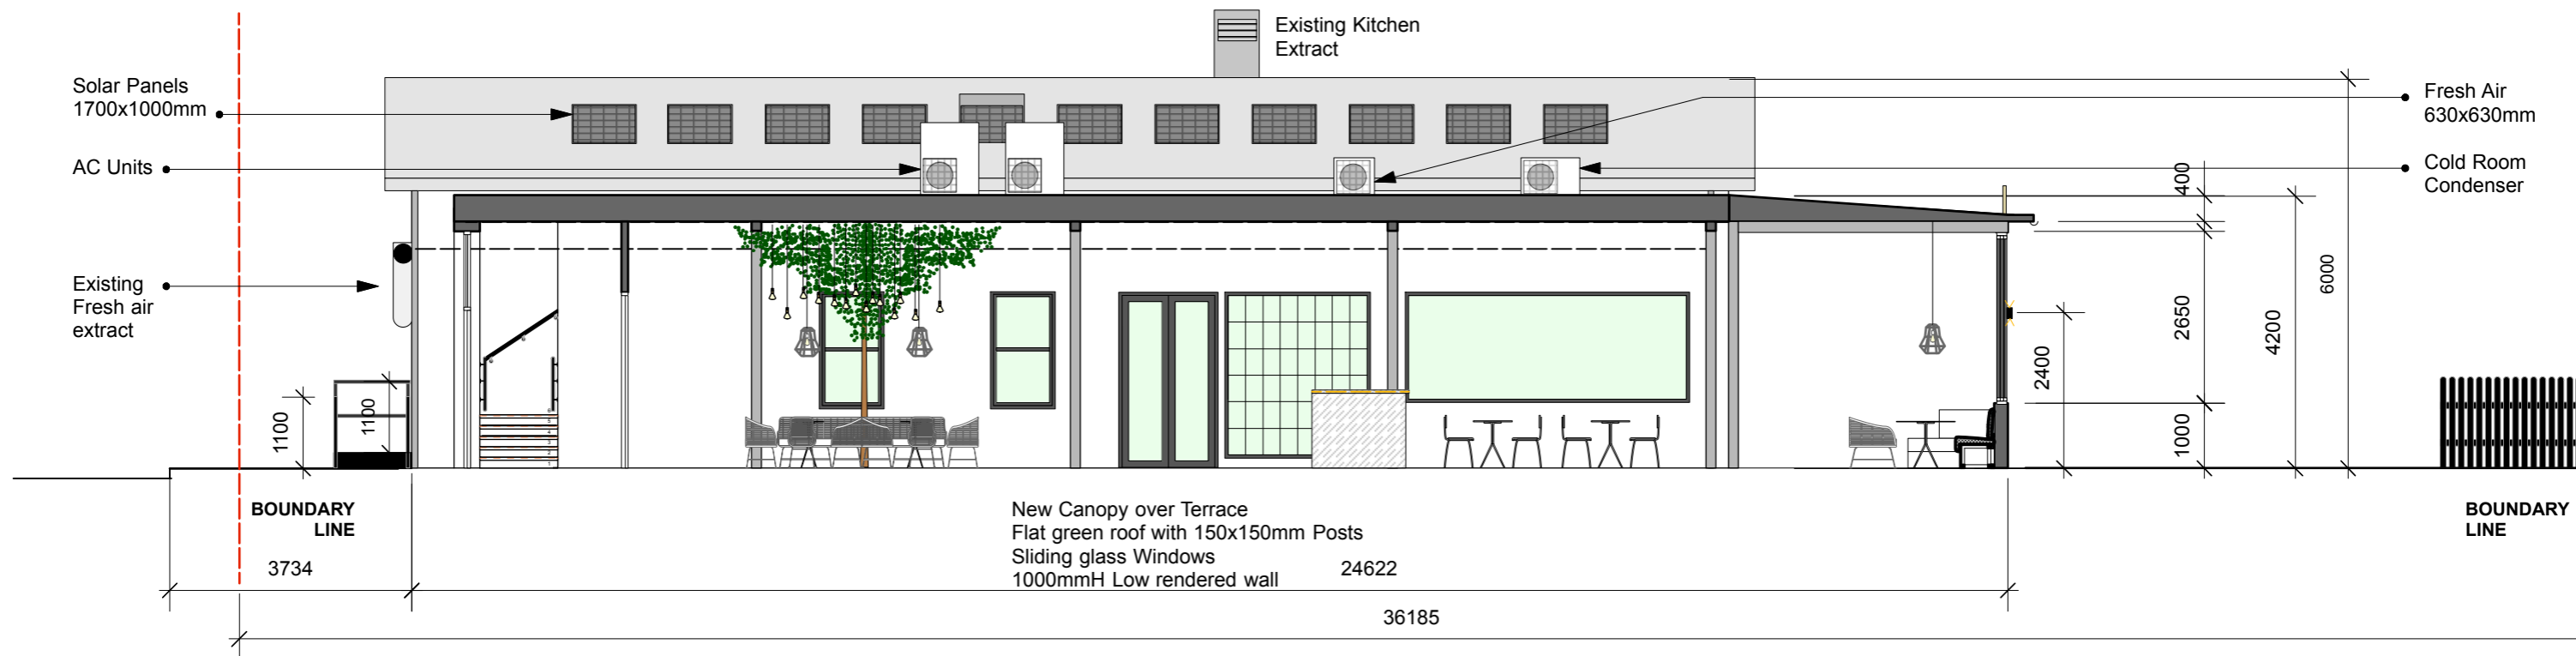 Existing Kitchen
Extract
Solar Panels
1700x1000mm
Fresh Air
630x630mm
AC Units
Cold Room
Condenser
400
6000
Existing
Fresh air
extract
2650
4200
2400
1100
1100
1000
BOUNDARY
LINE
New Canopy over Terrace
Flat green roof with 150x150mm Posts
Sliding glass Windows
1000mmH Low rendered wall
BOUNDARY
LINE
3734
24622
36185